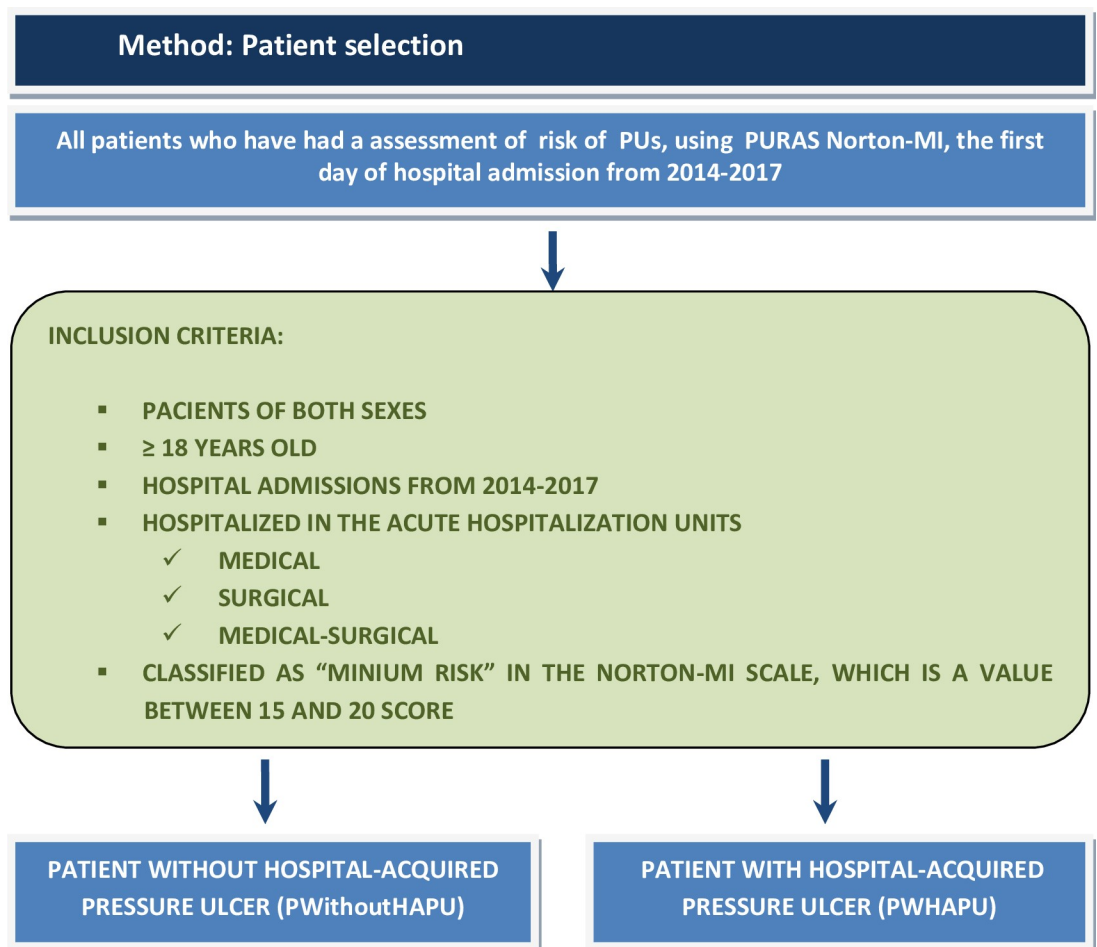 Method: Patient selection
All patients who have had a assessment of risk of PUs, using PURAS Norton-MI, the first
day of hospital admission from 2014-2017
INCLUSION CRITERIA:
▪ PACIENTS OF BOTH SEXES
▪ ≥ 18 YEARS OLD
▪ HOSPITAL ADMISSIONS FROM 2014-2017
▪ HOSPITALIZED IN THE ACUTE HOSPITALIZATION UNITS
✓ MEDICAL
✓ SURGICAL
✓ MEDICAL-SURGICAL
▪ CLASSIFIED AS “MINIUM RISK” IN THE NORTON-MI SCALE, WHICH IS A VALUE
BETWEEN 15 AND 20 SCORE
PATIENT WITHOUT HOSPITAL-ACQUIRED
PRESSURE ULCER (PWithoutHAPU)
PATIENT WITH HOSPITAL-ACQUIRED
PRESSURE ULCER (PWHAPU)